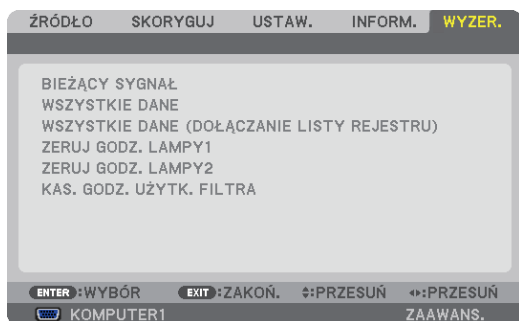 ŹRÓDŁO SKORYGUJ USTAW. INFORM. WYZER.
BIEŻĄCY SYGNAŁ
WSZYSTKIE DANE
WSZYSTKIE DANE (DOŁĄCZANIE LISTY REJESTRU)
ZERUJ GODZ. LAMPY1
ZERUJ GODZ. LAMPY2
KAS. GODZ. UŻYTK. FILTRA
ENTER :WYBÓR EXIT :ZAKOŃ. :PRZESUŃ :PRZESUŃ
KOMPUTER1 ZAAWANS.